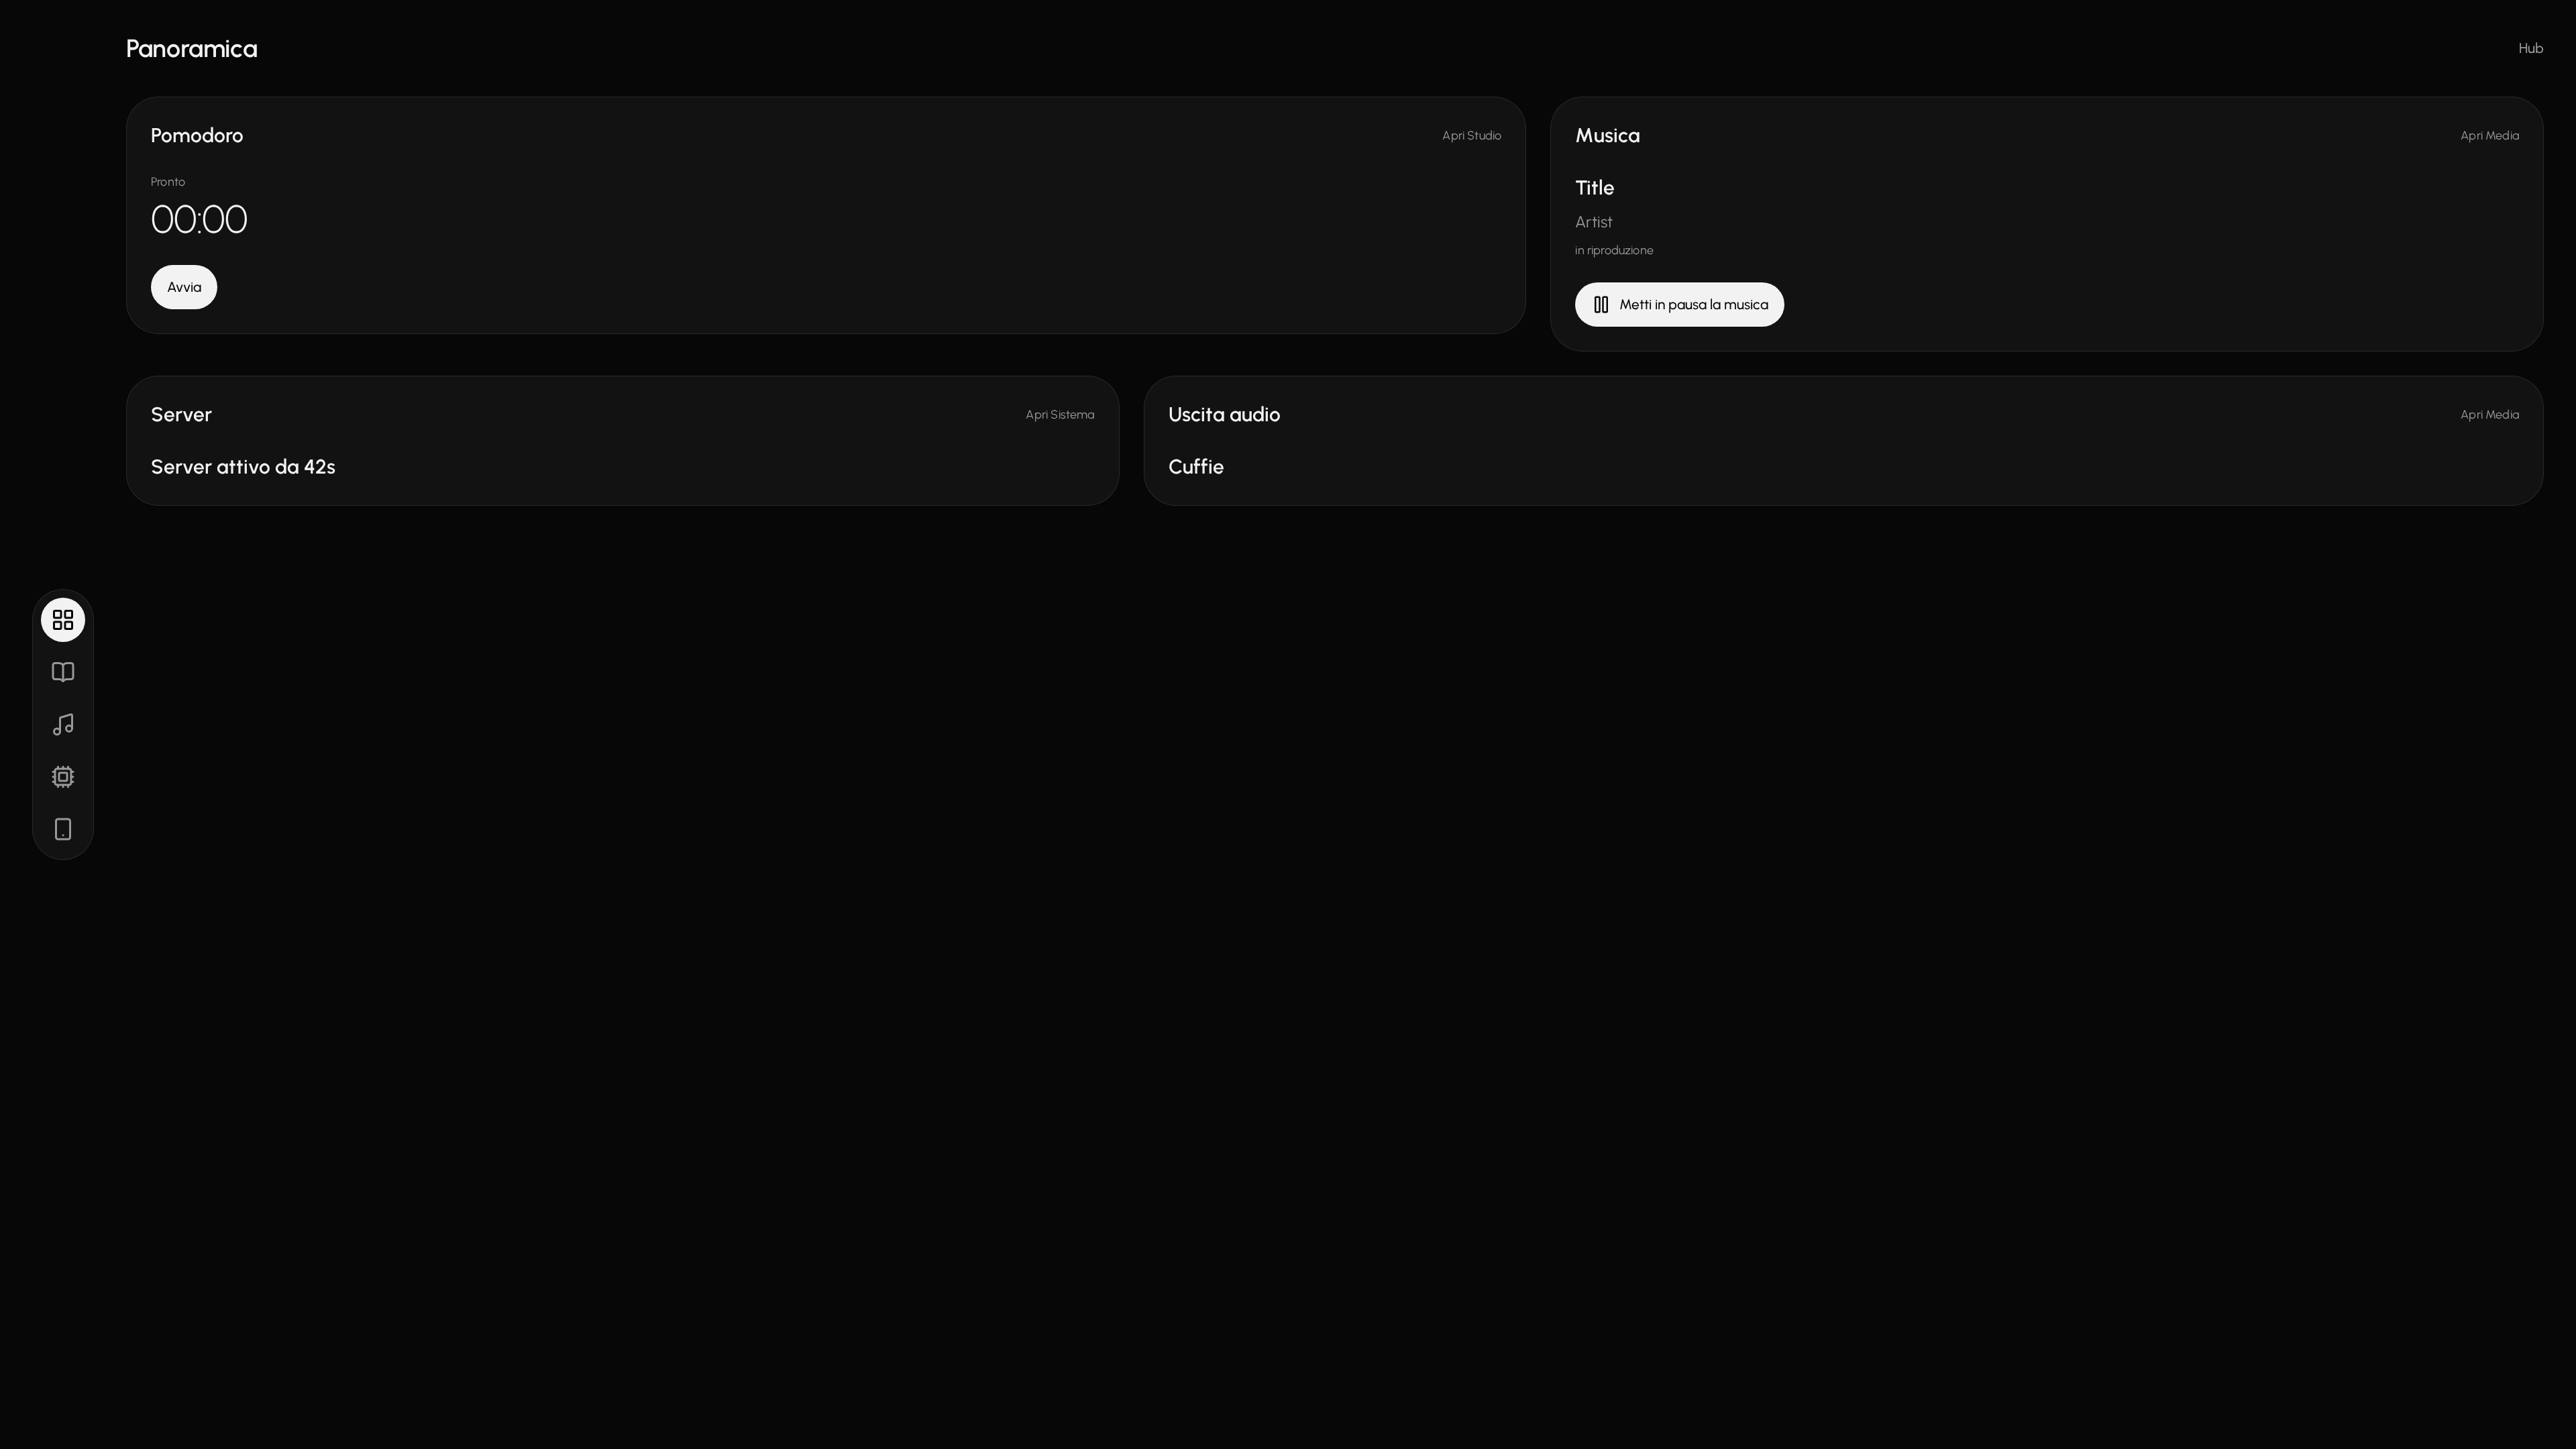 Panoramica
Hub
Pomodoro
Apri Studio
Pronto
00:00
Avvia
Musica
Apri Media
Title
Artist
in riproduzione
Metti in pausa la musica
Server
Apri Sistema
Server attivo da 42s
Uscita audio
Apri Media
Cuffie